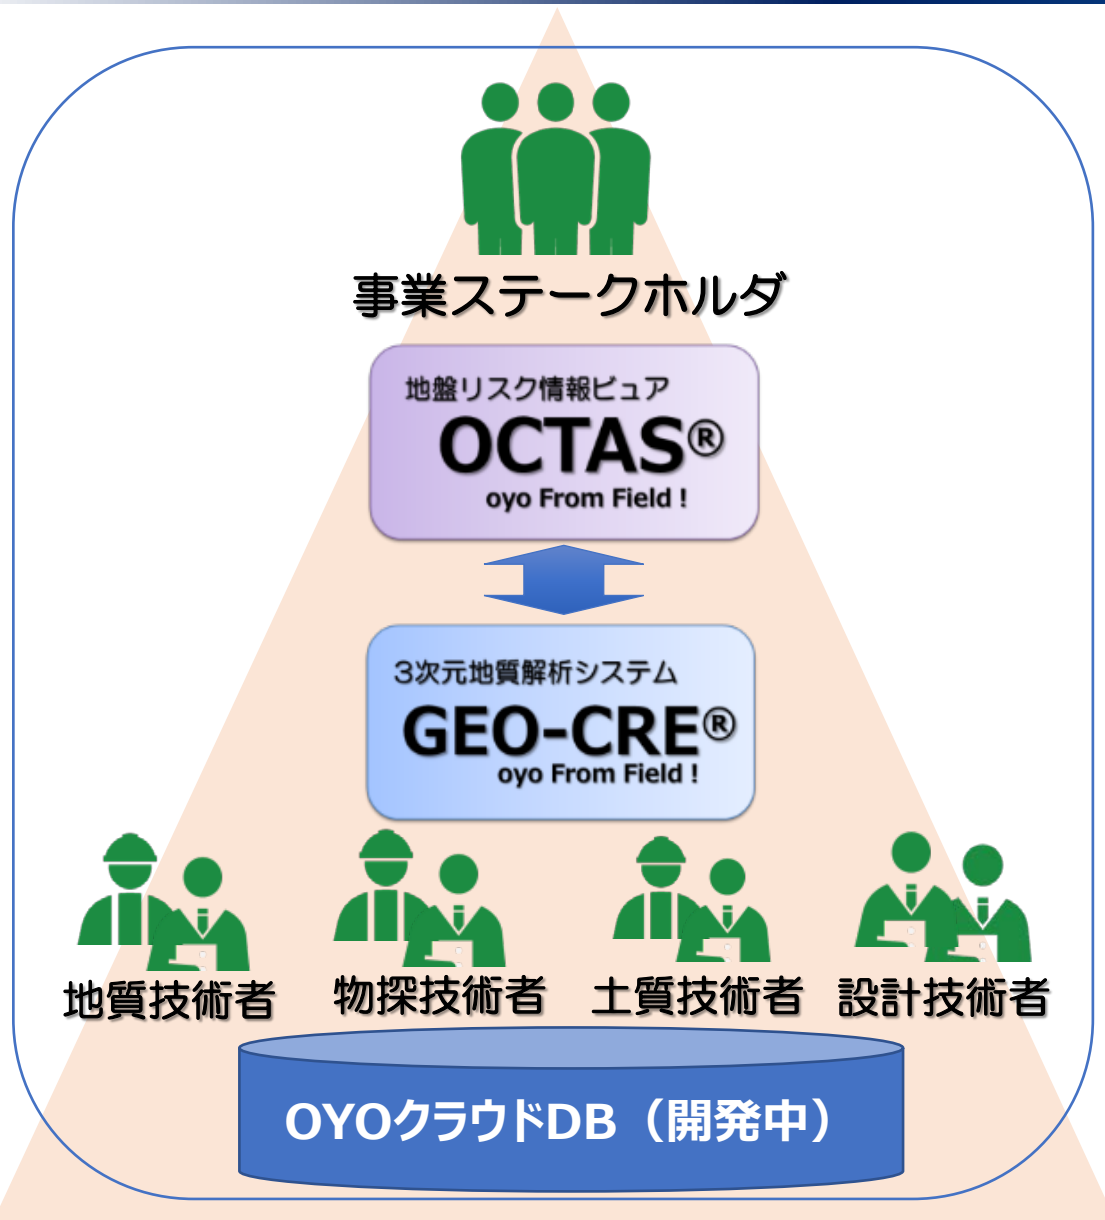 事業ステークホルダ
地盤リスク情報ビュア
OCTAS®
oyo From Field !
3次元地質解析システム
GEO-CRE®
oyo From Field !
地質技術者
物探技術者
土質技術者
設計技術者
OYOクラウドDB（開発中）